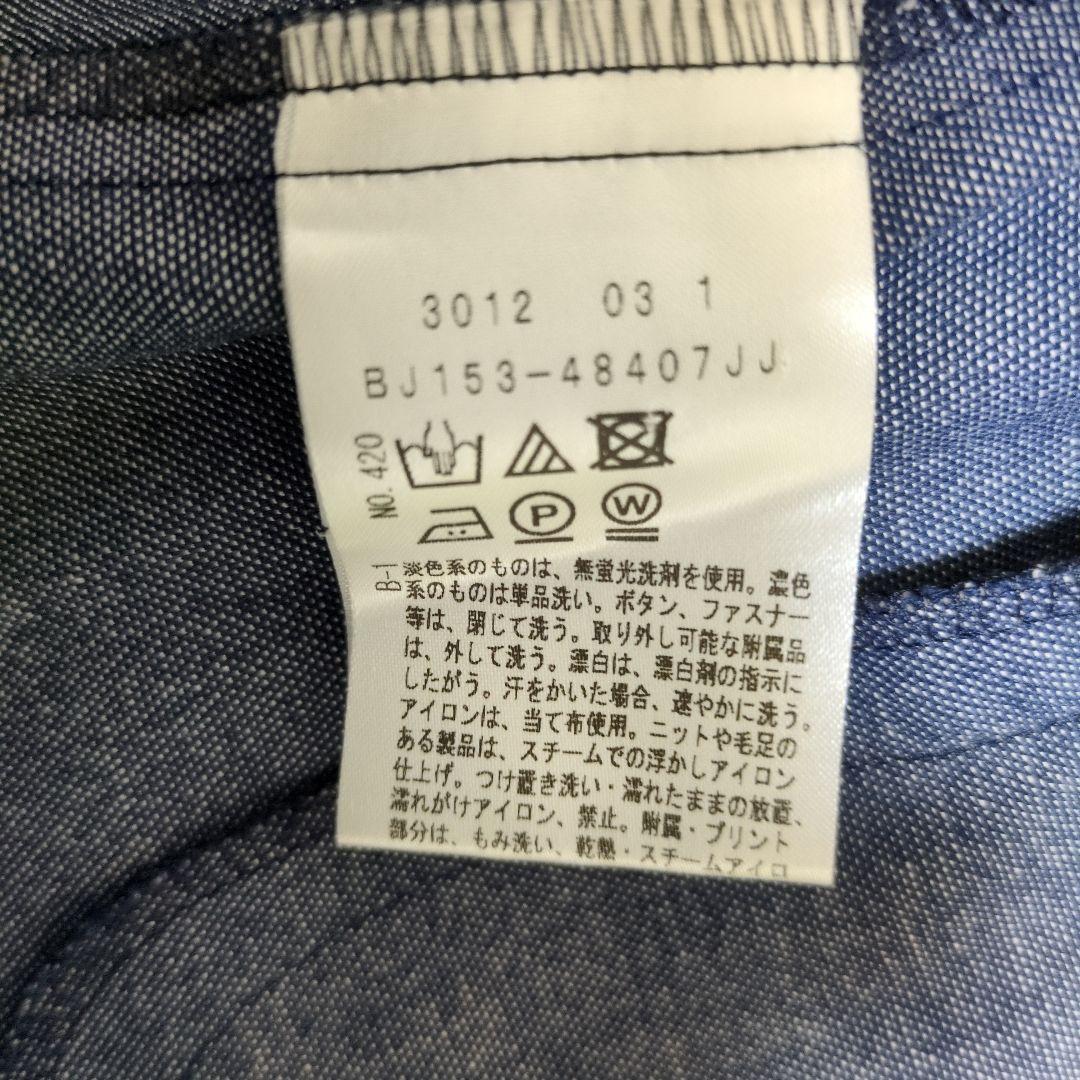 3012 03 1
BJ153-48407JJ
NO. 420
P
W
B-1
淡色系のものは、無蛍光洗剤を使用。濃色
系のものは単品洗い。ボタン、ファスナー
等は、閉じて洗う。取り外し可能な附属品
は、外して洗う。漂白は、漂白剤の指示に
したがう。汗をかいた場合、速やかに洗う。
アイロンは、当て布使用。ニットや毛足の
ある製品は、スチームでの浮かしアイロン
仕上げ。つけ置き洗い・濡れたままの放置、
濡れがけアイロン、禁止。附属・プリント
部分は、もみ洗い、乾熱・スチームアイロ